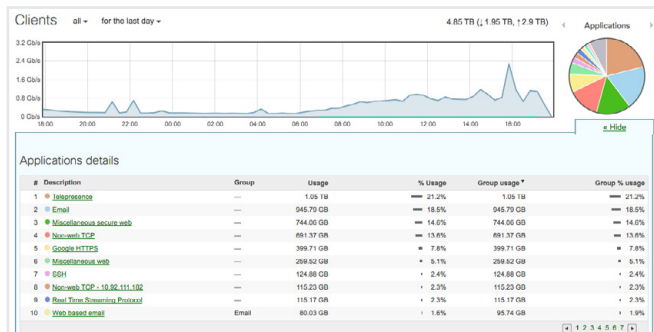 Clients all for the last day 4.85 TB (↓1.95 TB, ↑2.9 TB) Applications
3.2 Gb/s
2.4 Gb/s
1.6 Gb/s
0.8 Gb/s
0 Gb/s
18:00 20:00 22:00 00:00 02:00 04:00 06:00 08:00 10:00 12:00 14:00 16:00
« Hide
Applications details
# Description Group Usage % Usage Group usage Group % usage
1 Telepresence — 1.05 TB 21.2% 1.05 TB 21.2%
2 Email — 945.79 GB 18.5% 945.79 GB 18.5%
3 Miscellaneous secure web — 744.06 GB 14.6% 744.06 GB 14.6%
4 Non-web TCP — 691.37 GB 13.6% 691.37 GB 13.6%
5 Google HTTPS — 399.71 GB 7.8% 399.71 GB 7.8%
6 Miscellaneous web — 259.52 GB 5.1% 259.52 GB 5.1%
7 SSH — 124.88 GB 2.4% 124.88 GB 2.4%
8 Non-web TCP - 10.92.111.182 — 115.23 GB 2.3% 115.23 GB 2.3%
9 Real Time Streaming Protocol — 115.17 GB 2.3% 115.17 GB 2.3%
10 Web based email Email 80.03 GB 1.6% 95.74 GB 1.9%
1 2 3 4 5 6 7